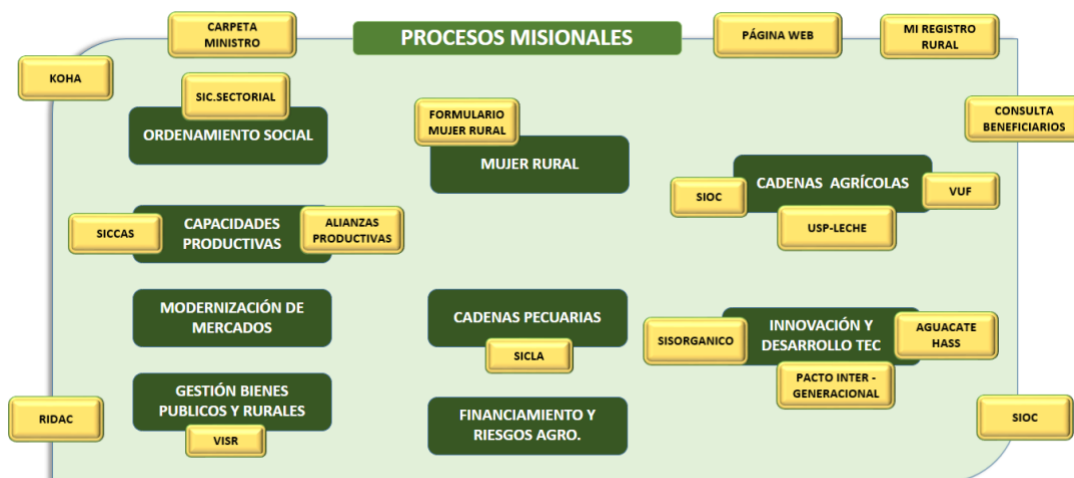 CARPETA
MINISTRO
PROCESOS MISIONALES
PÁGINA WEB
MI REGISTRO
RURAL
KOHA
SIC.SECTORIAL
ORDENAMIENTO SOCIAL
FORMULARIO
MUJER RURAL
MUJER RURAL
CONSULTA
BENEFICIARIOS
CADENAS AGRÍCOLAS
SIOC
VUF
USP-LECHE
SICCAS
CAPACIDADES
PRODUCTIVAS
ALIANZAS
PRODUCTIVAS
MODERNIZACIÓN DE
MERCADOS
CADENAS PECUARIAS
SICLA
SISORGANICO
INNOVACIÓN Y
DESARROLLO TEC
AGUACATE
HASS
PACTO INTER -
GENERACIONAL
RIDAC
GESTIÓN BIENES
PUBLICOS Y RURALES
VISR
FINANCIAMIENTO Y
RIESGOS AGRO.
SIOC